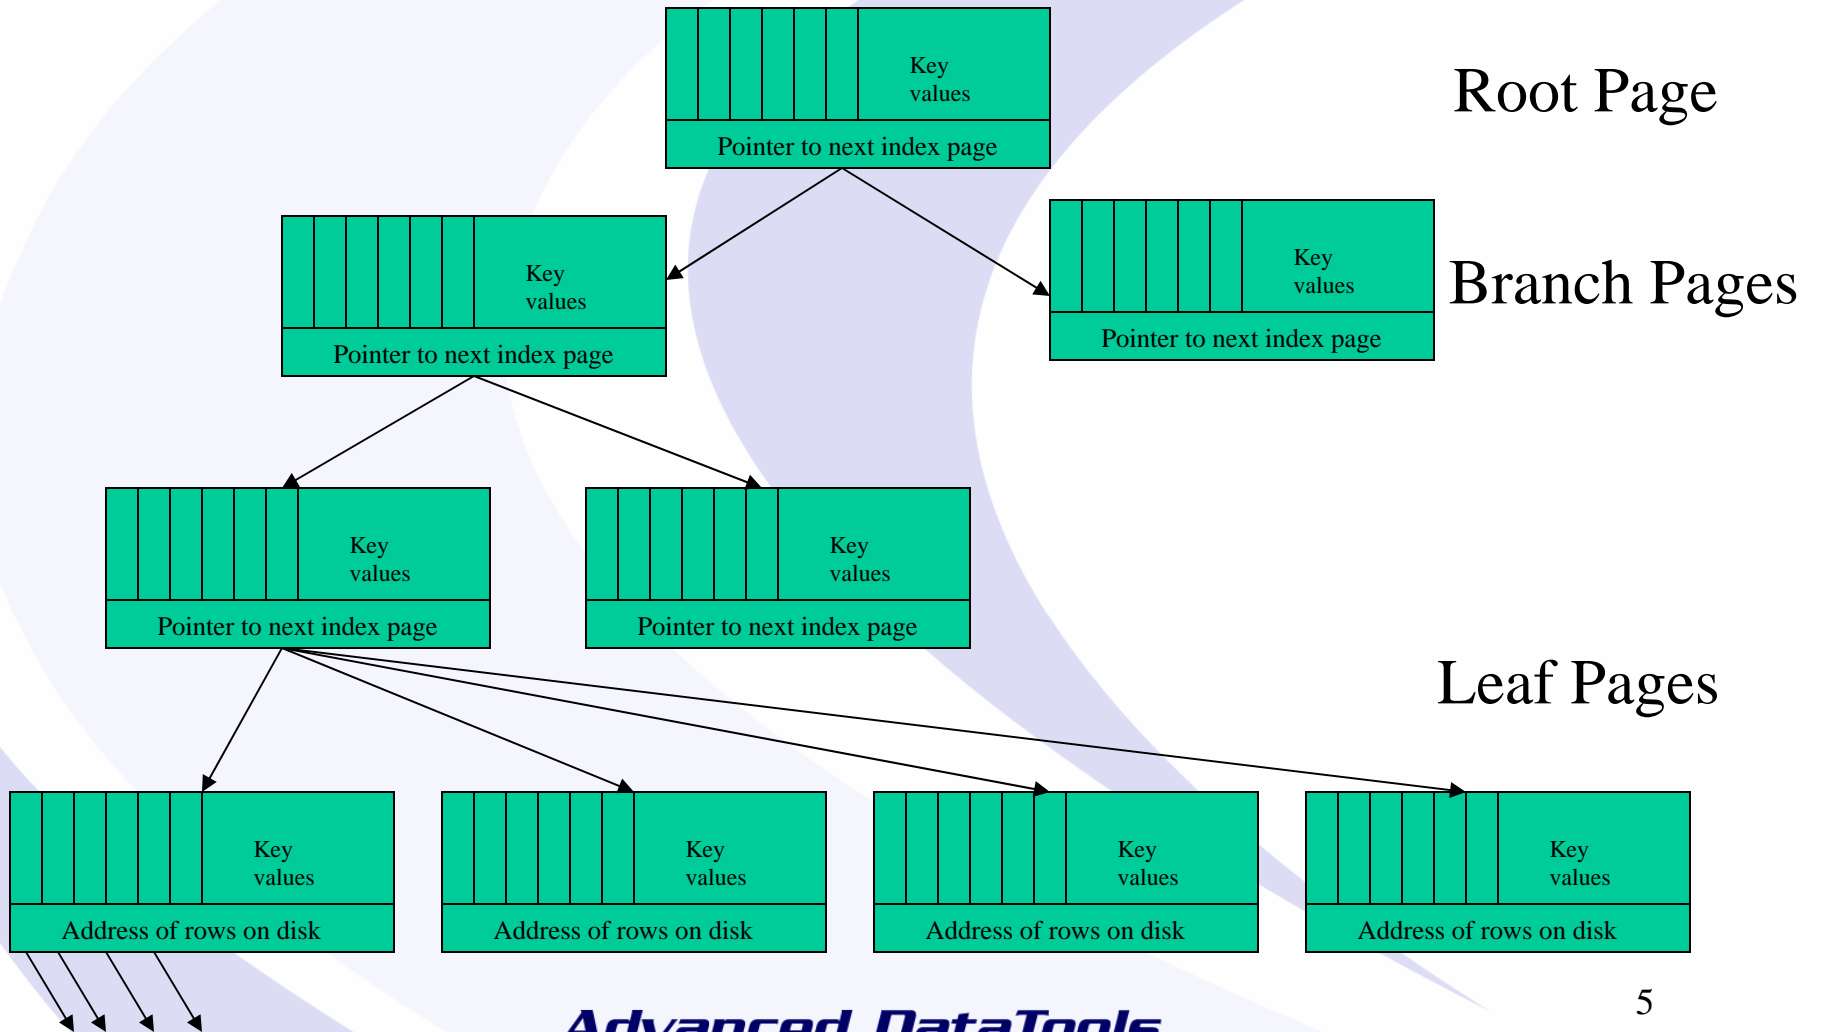 Key
values
Pointer to next index page
Root Page
Key
values
Pointer to next index page
Key
values
Pointer to next index page
Branch Pages
Key
values
Pointer to next index page
Key
values
Pointer to next index page
Leaf Pages
Key
values
Address of rows on disk
Key
values
Address of rows on disk
Key
values
Address of rows on disk
Key
values
Address of rows on disk
Advanced DataTools
5